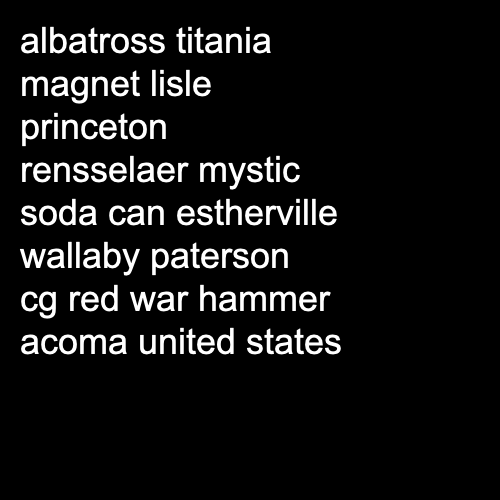 albatross titania
magnet lisle
princeton
rensselaer mystic
soda can estherville
wallaby paterson
cg red war hammer
acoma united states